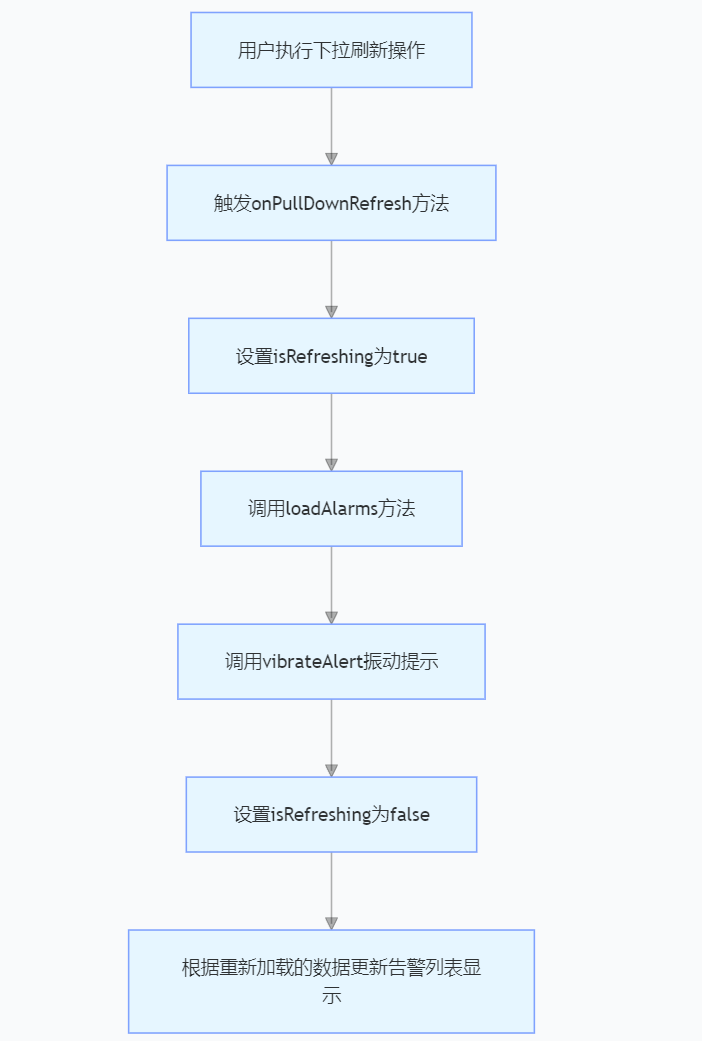 用户执行下拉刷新操作
触发onPullDownRefresh方法
设置isRefreshing为true
调用loadAlarms方法
调用vibrateAlert振动提示
设置isRefreshing为false
根据重新加载的数据更新告警列表显
示